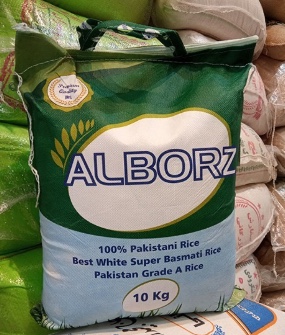 ALBORZ
100% Pakistani Rice
Best White Super Basmati Rice
Pakistan Grade A Rice
10 Kg